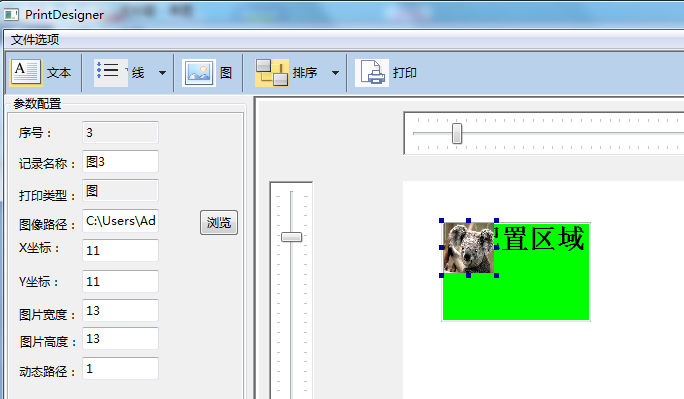 PrintDesigner
文件选项
文本 线 图 排序 打印
参数配置
序号： 3
记录名称： 图3
打印类型： 图
图像路径： C:\Users\Ad 浏览
X坐标： 11
Y坐标： 11
图片宽度： 13
图片高度： 13
动态路径： 1
置区域